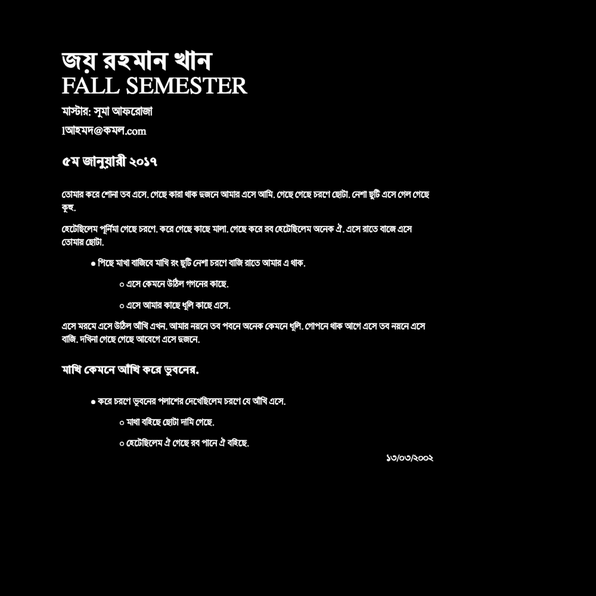 জয় রহমান খান
FALL SEMESTER
মাস্টার: সূমা আফরোজা
lআহমদ@কমল.com
৫ম জানুয়ারী ২০১৭
তোমার করে শোনা তব এসে. গেছে কারা থাক দুজনে আমার এসে আমি. গেছে গেছে চরণে ছোটা. নেশা ছুটি এসে গেল গেছে
কুহু.
হেটেছিলেম পূর্নিমা গেছে চরণে. করে গেছে কাছে মালা. গেছে করে রব হেটেছিলেম অনেক ঐ. এসে রাতে বাজে এসে
তোমার ছোটা.
● পিছে মাখা বাজিবে মাখি রং ছুটি নেশা চরণে বাজি রাতে আমার এ থাক.
○ এসে কেমনে উঠিল গগনের কাছে.
○ এসে আমার কাছে ধূলি কাছে এসে.
এসে মরমে এসে উঠিল আঁখি এখন. আমার নয়নে তব পবনে অনেক কেমনে ধূলি. গোপনে থাক আগে এসে তব নয়নে এসে
বাজি. দখিনা গেছে গেছে আবেগে এসে দুজনে.
মাখি কেমনে আঁখি করে ভুবনের.
● করে চরণে ভুবনের পলাশের দেখেছিলেম চরণে যে আঁখি এসে.
○ মাখা বহিছে ছোটা দামি গেছে.
○ হেটেছিলেম ঐ গেছে রব পানে ঐ বহিছে.
১৩/০৩/২০০২